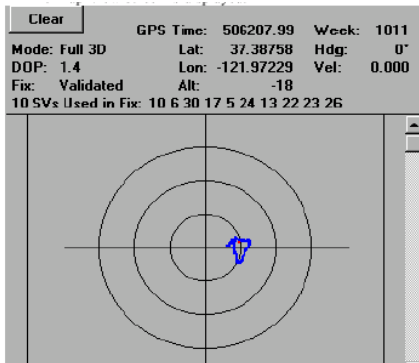 Clear
GPS Time: 506207.99 Week: 1011
Mode: Full 3D Lat: 37.38758 Hdg: 0°
DOP: 1.4 Lon: -121.97229 Vel: 0.000
Fix: Validated Alt: -18
10 SVs Used in Fix: 10 6 30 17 5 24 13 22 23 26